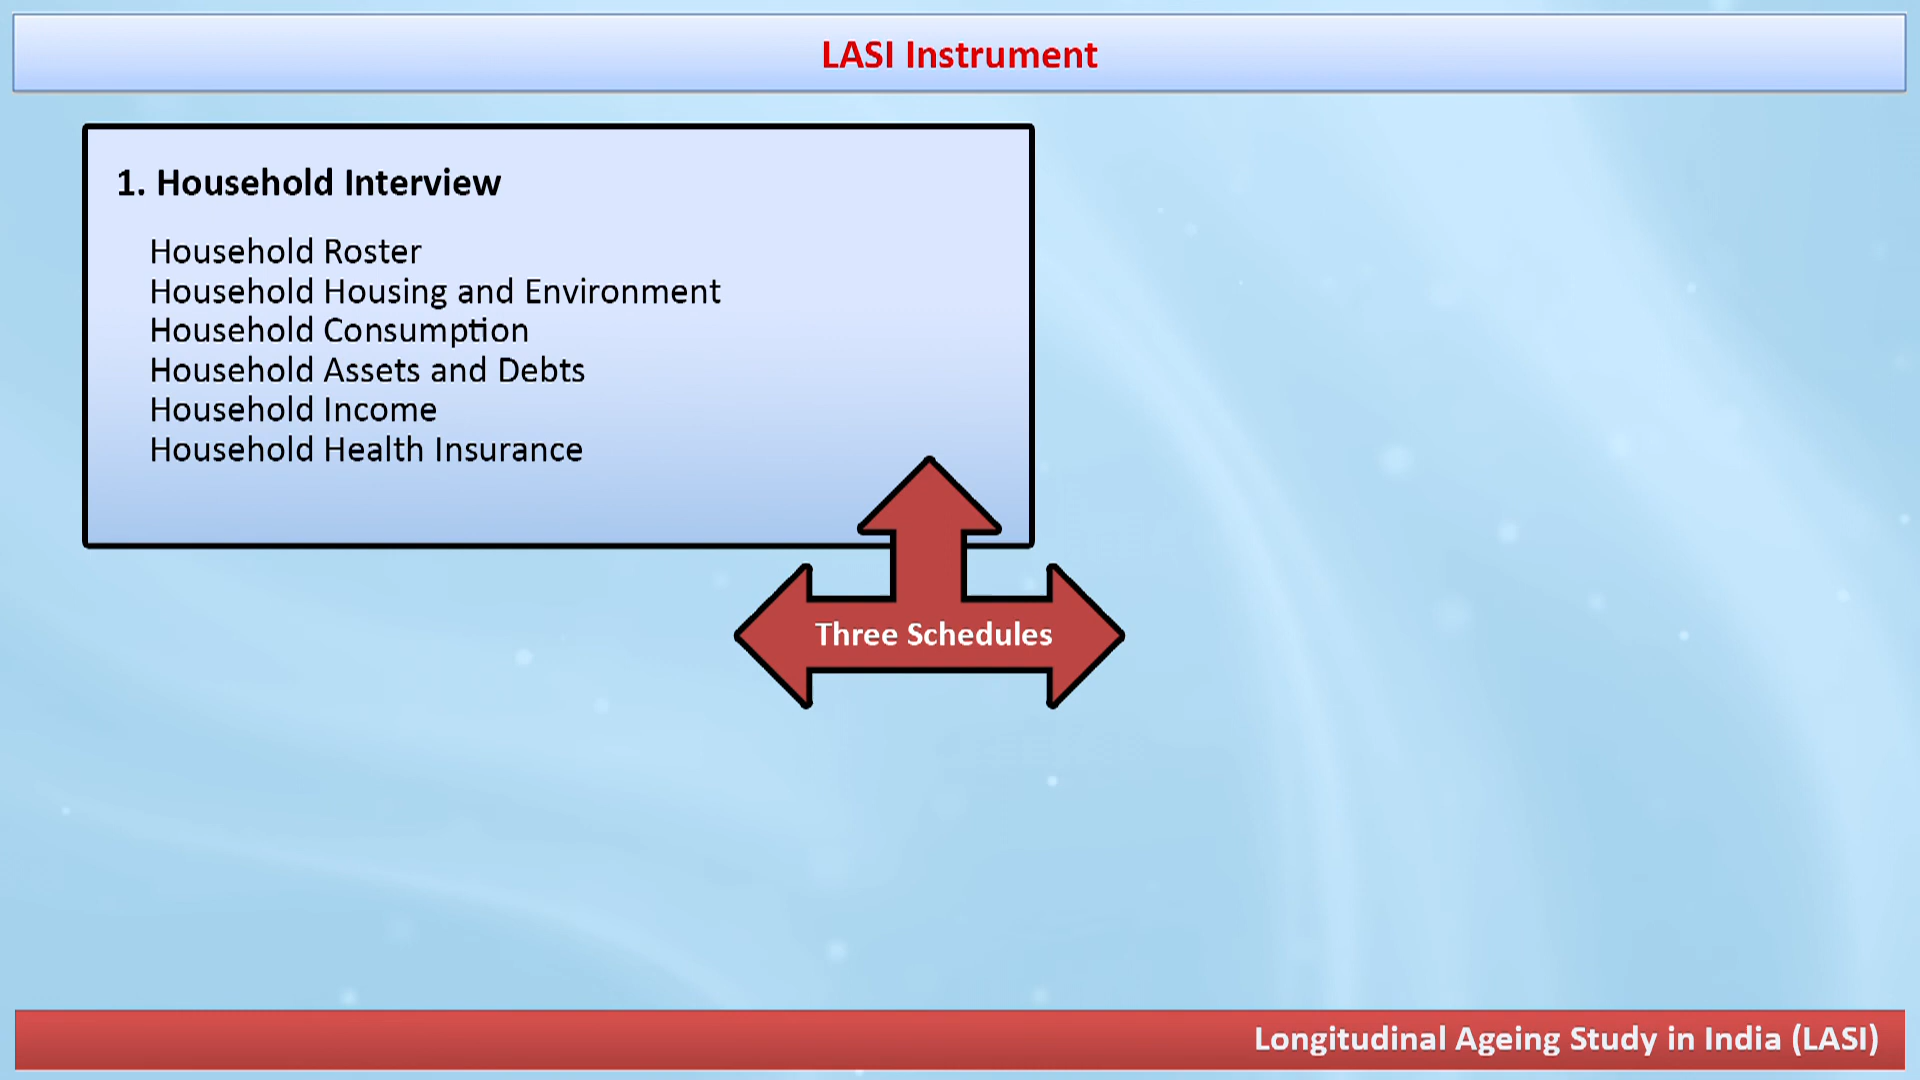 LASI Instrument
1. Household Interview
Household Roster
Household Housing and Environment
Household Consumption
Household Assets and Debts
Household Income
Household Health Insurance
Three Schedules
Longitudinal Ageing Study in India (LASI)